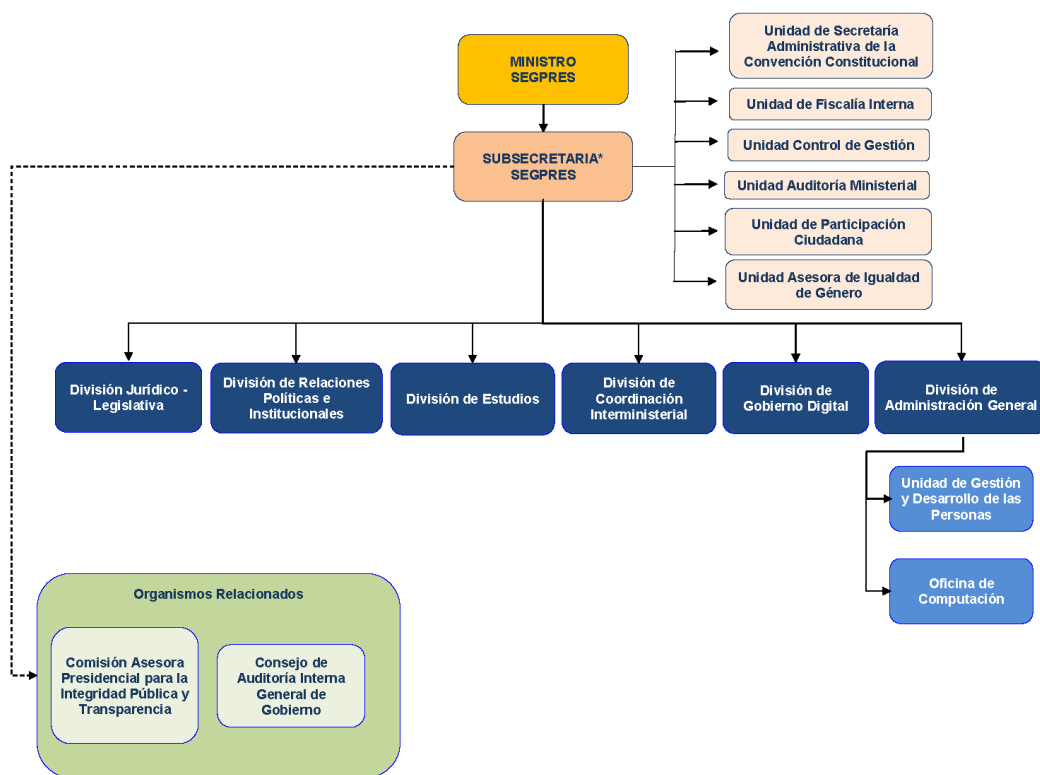 MINISTRO
SEGPRES
SUBSECRETARIA*
SEGPRES
Unidad de Secretaría
Administrativa de la
Convención Constitucional
Unidad de Fiscalía Interna
Unidad Control de Gestión
Unidad Auditoría Ministerial
Unidad de Participación
Ciudadana
Unidad Asesora de Igualdad
de Género
División Jurídico -
Legislativa
División de Relaciones
Políticas e
Institucionales
División de Estudios
División de
Coordinación
Interministerial
División de
Gobierno Digital
División de
Administración General
Unidad de Gestión
y Desarrollo de las
Personas
Oficina de
Computación
Organismos Relacionados
Comisión Asesora
Presidencial para la
Integridad Pública y
Transparencia
Consejo de
Auditoría Interna
General de
Gobierno